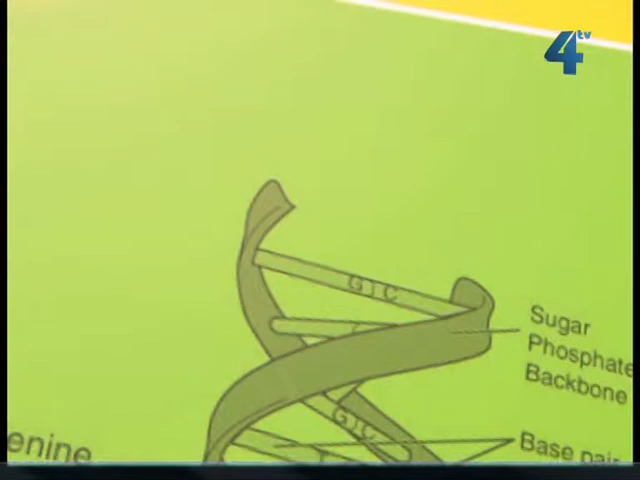 4tv
G C
Sugar
Phosphate
Backbone
G C
enine
Base pair